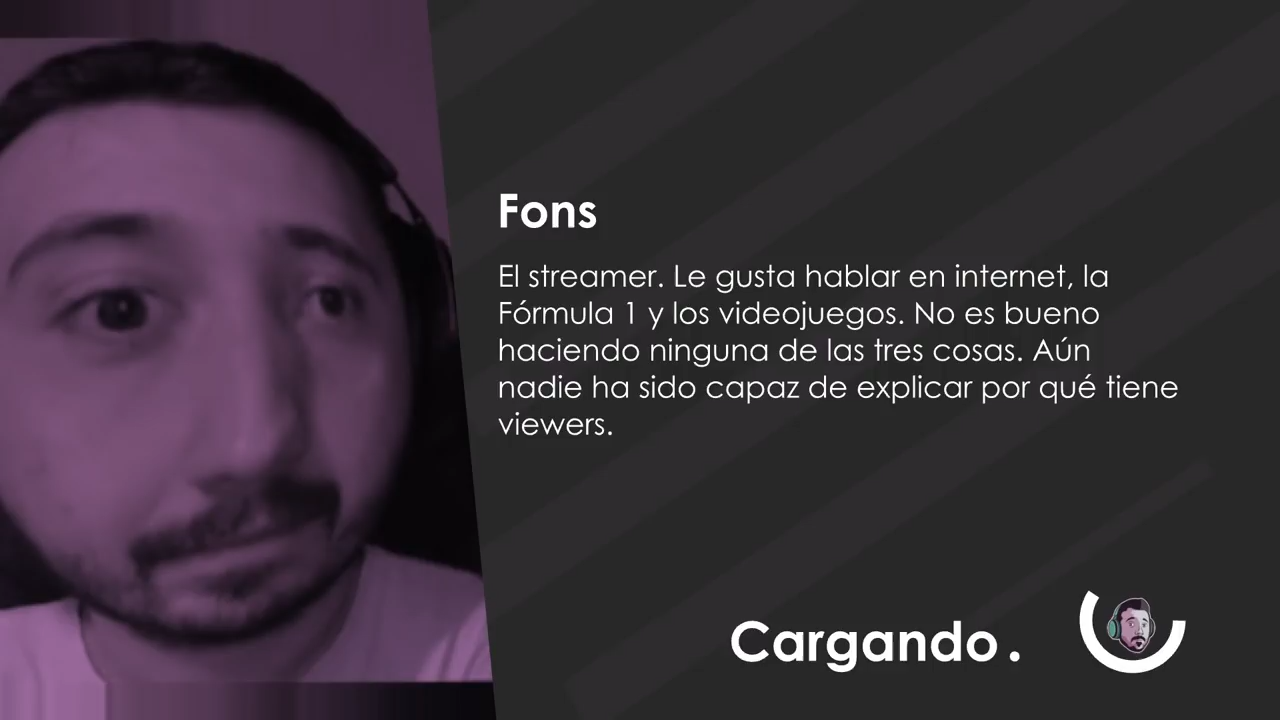 Fons
El streamer. Le gusta hablar en internet, la
Fórmula 1 y los videojuegos. No es bueno
haciendo ninguna de las tres cosas. Aún
nadie ha sido capaz de explicar por qué tiene
viewers.
Cargando .